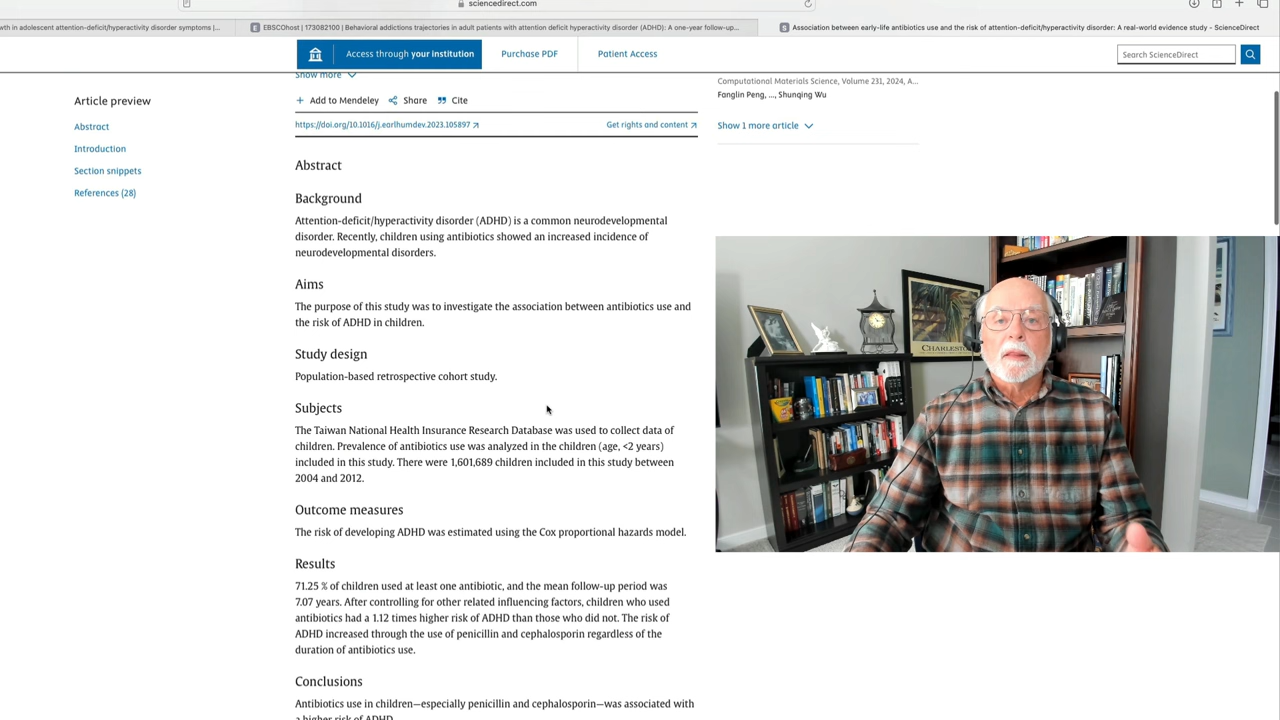 sciencedirect.com
wth in adolescent attention-deficit/hyperactivity disorder symptoms |...
EBSCOhost | 173082100 | Behavioral addictions trajectories in adult patients with attention deficit hyperactivity disorder (ADHD): A one-year follow-up...
Association between early-life antibiotics use and the risk of attention-deficit/hyperactivity disorder: A real-world evidence study - ScienceDirect
Access through your institution
Purchase PDF
Patient Access
Search ScienceDirect
Show more
Article preview
Abstract
Introduction
Section snippets
References (28)
Add to Mendeley
Share
Cite
https://doi.org/10.1016/j.earlhumdev.2023.105897
Get rights and content
Abstract
Background
Attention-deficit/hyperactivity disorder (ADHD) is a common neurodevelopmental
disorder. Recently, children using antibiotics showed an increased incidence of
neurodevelopmental disorders.
Aims
The purpose of this study was to investigate the association between antibiotics use and
the risk of ADHD in children.
Study design
Population-based retrospective cohort study.
Subjects
The Taiwan National Health Insurance Research Database was used to collect data of
children. Prevalence of antibiotics use was analyzed in the children (age, <2 years)
included in this study. There were 1,601,689 children included in this study between
2004 and 2012.
Outcome measures
The risk of developing ADHD was estimated using the Cox proportional hazards model.
Results
71.25 % of children used at least one antibiotic, and the mean follow-up period was
7.07 years. After controlling for other related influencing factors, children who used
antibiotics had a 1.12 times higher risk of ADHD than those who did not. The risk of
ADHD increased through the use of penicillin and cephalosporin regardless of the
duration of antibiotics use.
Conclusions
Antibiotics use in children—especially penicillin and cephalosporin—was associated with
a higher risk of ADHD.
Computational Materials Science, Volume 231, 2024, A...
Fanglin Peng, ..., Shunqing Wu
Show 1 more article
CHARLESTON